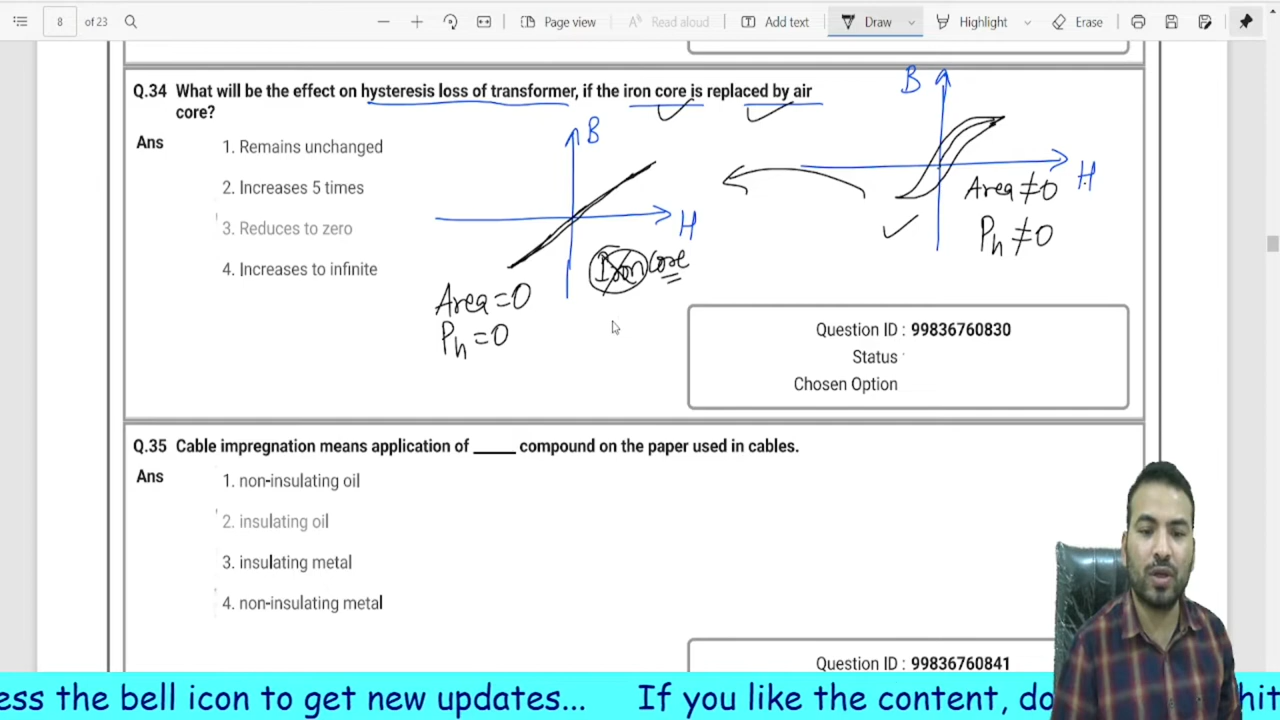 8 of 23
Page view
Read aloud
Add text
Draw
Highlight
Erase
Q.34 What will be the effect on hysteresis loss of transformer, if the iron core is replaced by air
core?
Ans
1. Remains unchanged
2. Increases 5 times
3. Reduces to zero
4. Increases to infinite
B
H
Iron core
Area=0
Ph=0
B
H
Area≠0
Ph≠0
Question ID : 99836760830
Status
Chosen Option
Q.35 Cable impregnation means application of _____ compound on the paper used in cables.
Ans
1. non-insulating oil
2. insulating oil
3. insulating metal
4. non-insulating metal
Question ID : 99836760841
ess the bell icon to get new updates... If you like the content, do hit